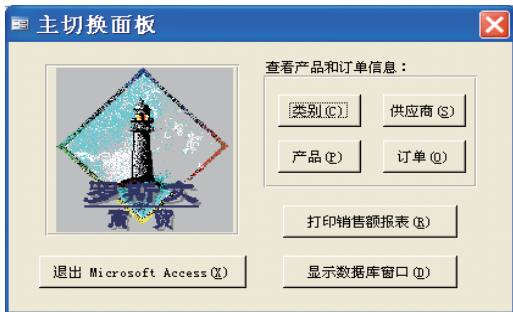 主切换面板
查看产品和订单信息：
类别(C)
供应商(S)
产品(P)
订单(O)
罗斯文
商贸
打印销售额报表(R)
退出 Microsoft Access(X)
显示数据库窗口(D)